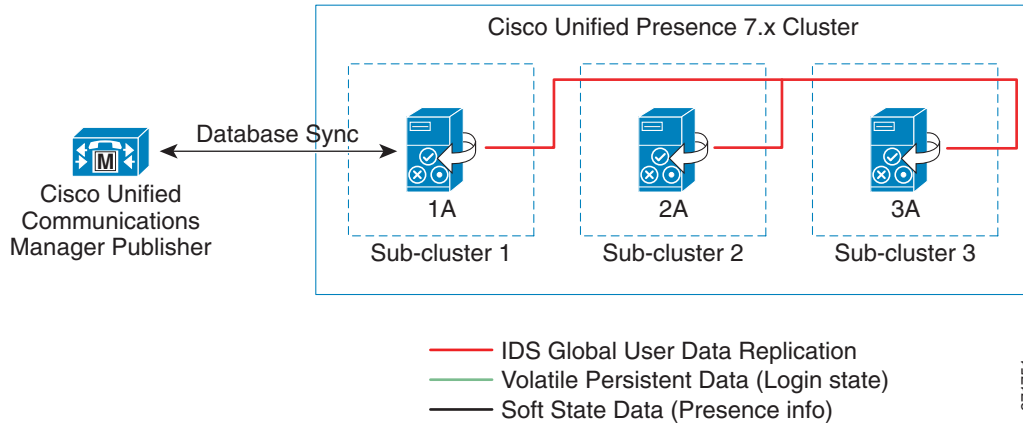 Cisco Unified Presence 7.x Cluster
Database Sync
M
Cisco Unified
Communications
Manager Publisher
1A
2A
3A
Sub-cluster 1
Sub-cluster 2
Sub-cluster 3
IDS Global User Data Replication
Volatile Persistent Data (Login state)
Soft State Data (Presence info)